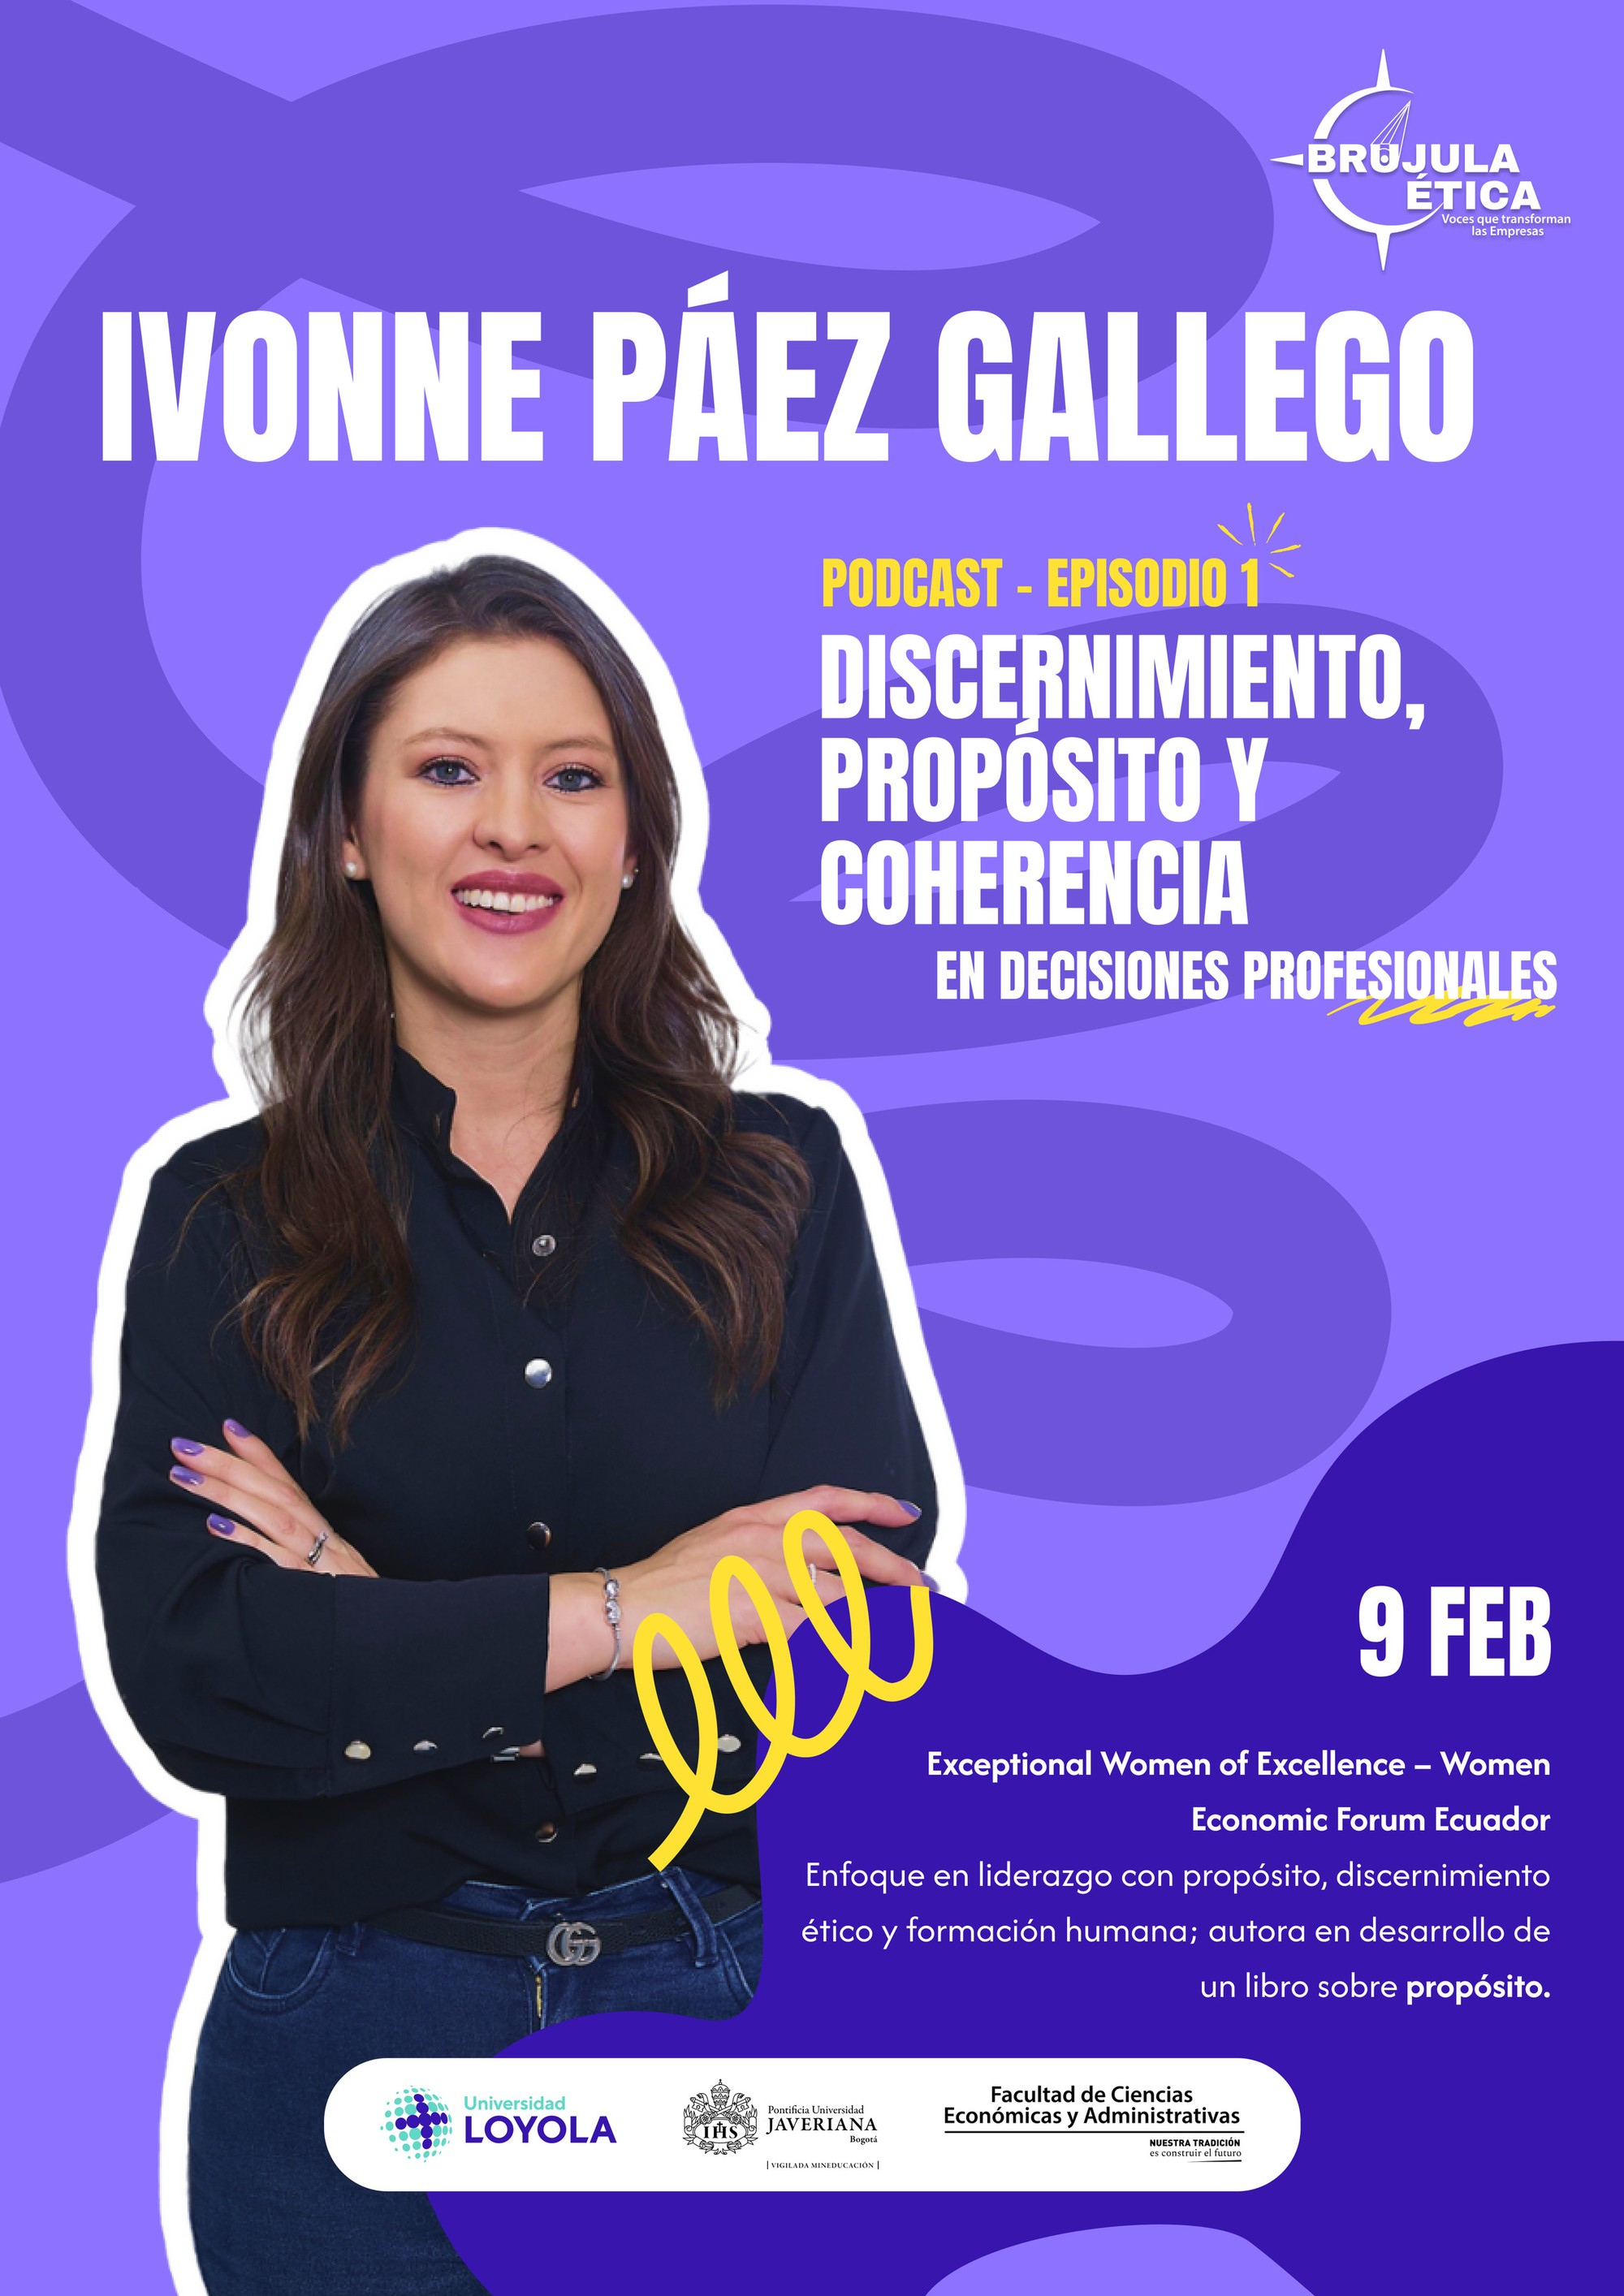 BRÚJULA
ÉTICA
Voces que transforman
las Empresas
IVONNE PÁEZ GALLEGO
PODCAST - EPISODIO 1
DISCERNIMIENTO,
PROPÓSITO Y
COHERENCIA
EN DECISIONES PROFESIONALES
9 FEB
Exceptional Women of Excellence – Women
Economic Forum Ecuador
Enfoque en liderazgo con propósito, discernimiento
ético y formación humana; autora en desarrollo de
un libro sobre propósito.
Universidad
LOYOLA
IHS
Pontificia Universidad
JAVERIANA
Bogotá
| VIGILADA MINEDUCACIÓN |
Facultad de Ciencias
Económicas y Administrativas
NUESTRA TRADICIÓN
es construir el futuro